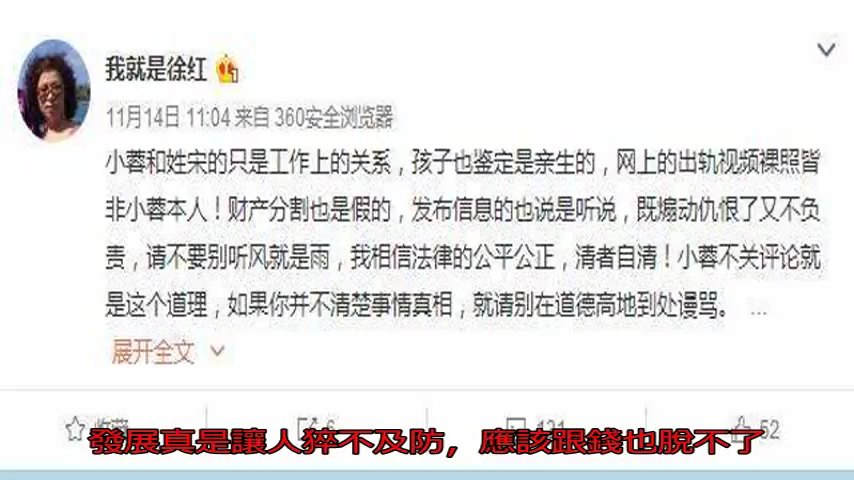 我就是徐红
11月14日 11:04 来自 360安全浏览器
小蓉和姓宋的只是工作上的关系，孩子也鉴定是亲生的，网上的出轨视频裸照皆
非小蓉本人！财产分割也是假的，发布信息的也说是听说，既煽动仇恨了又不负
责，请不要别听风就是雨，我相信法律的公平公正，清者自清！小蓉不关评论就
是这个道理，如果你并不清楚事情真相，就请别在道德高地到处谩骂。 ...
展开全文
收藏 6 131 52
發展真是讓人猝不及防，應該跟錢也脫不了